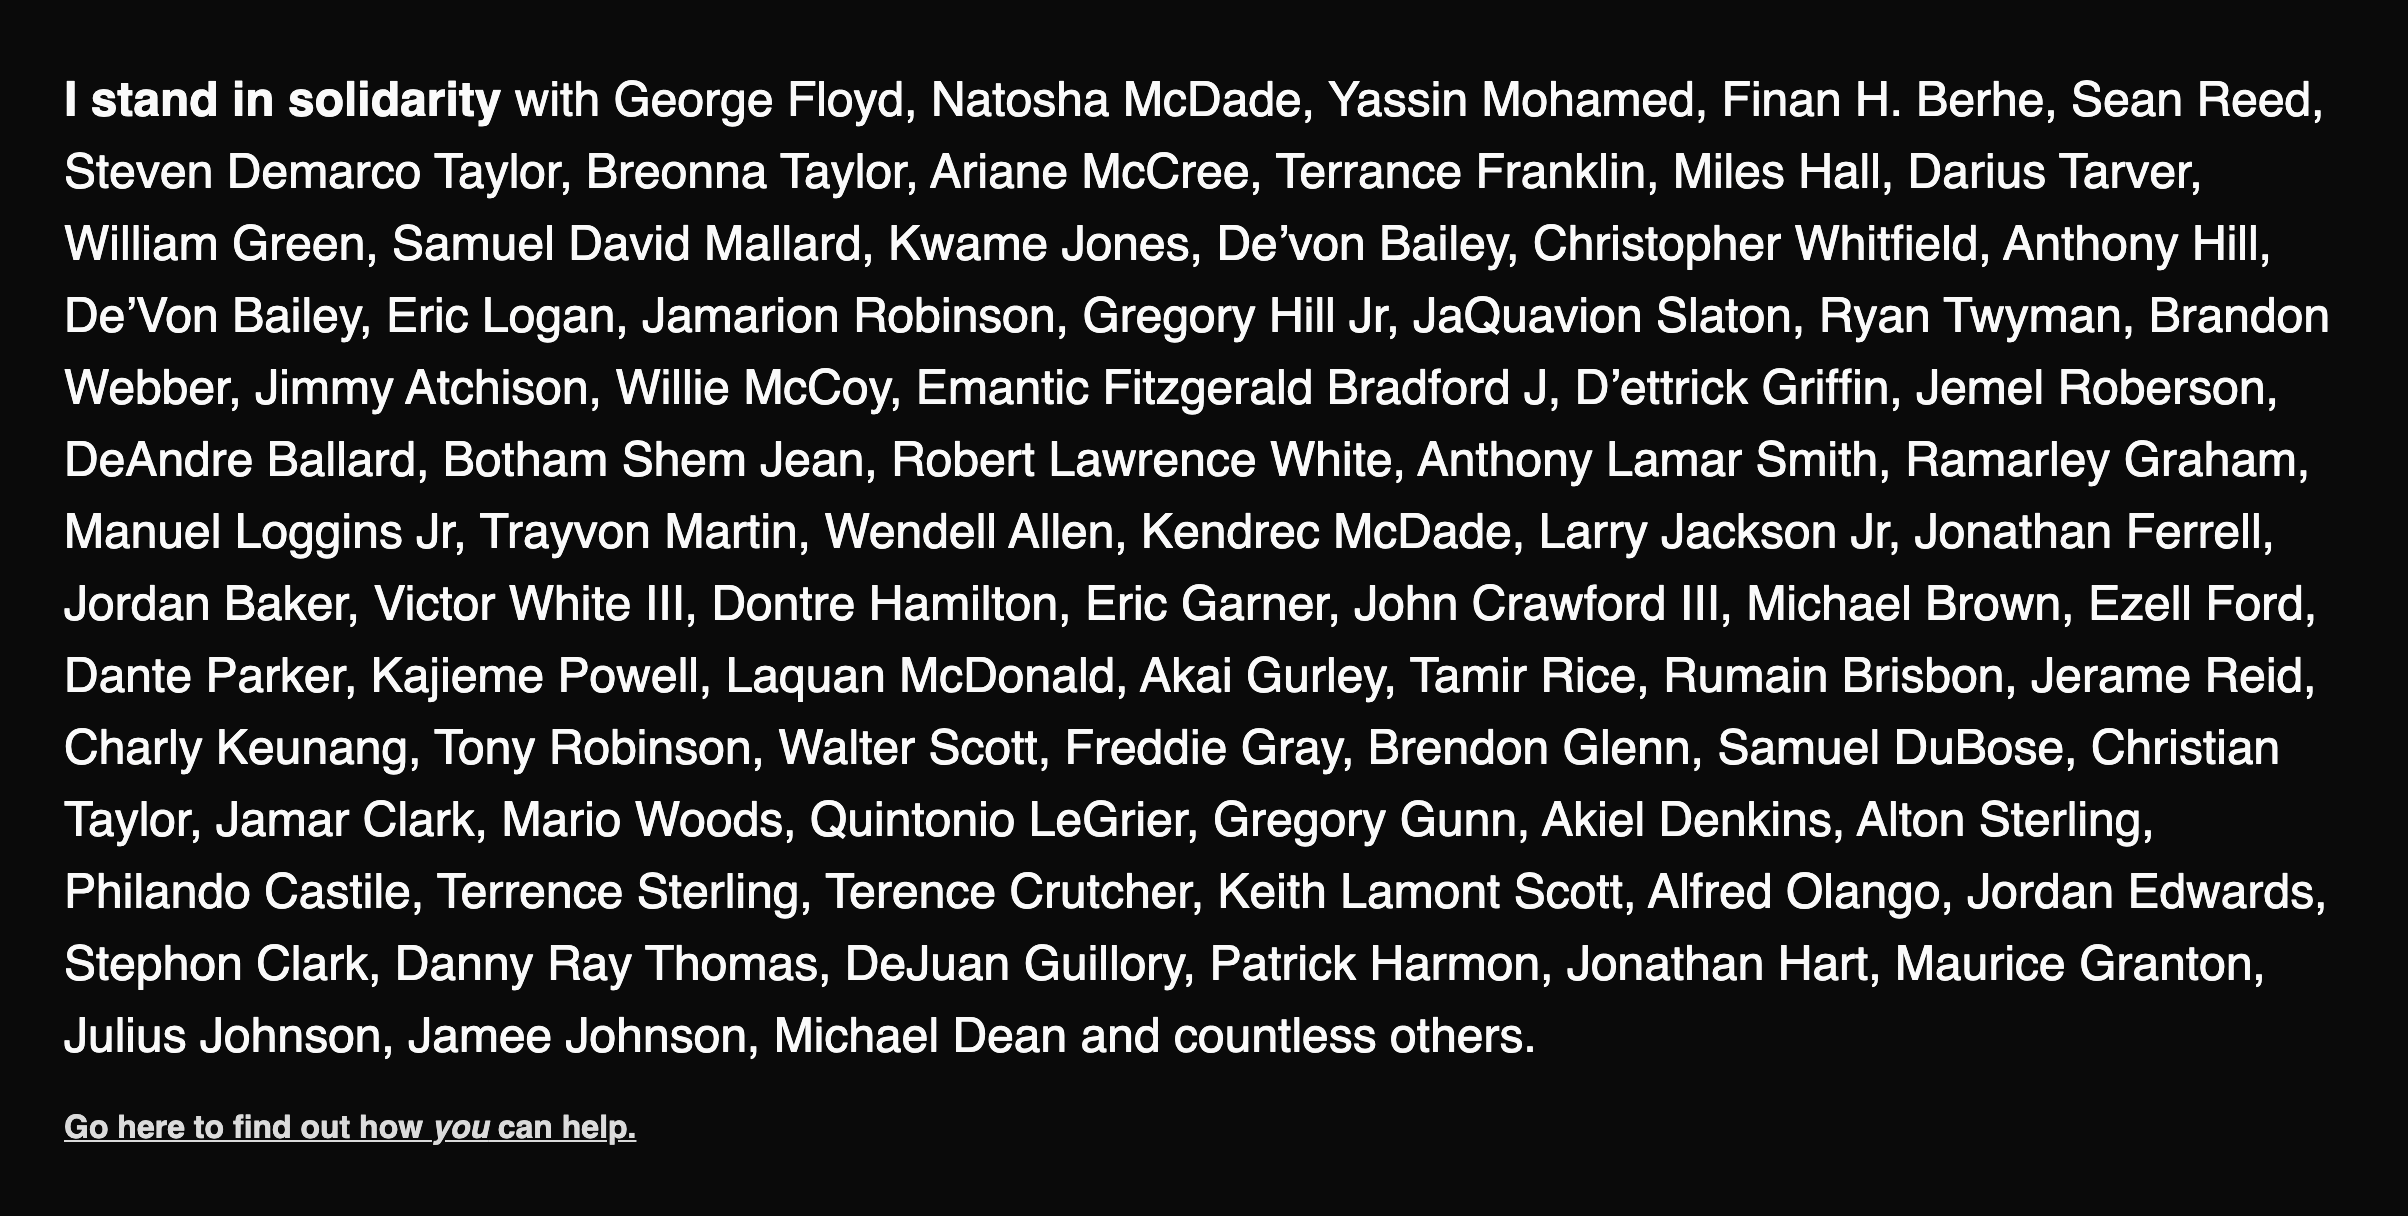 I stand in solidarity with George Floyd, Natosha McDade, Yassin Mohamed, Finan H. Berhe, Sean Reed,
Steven Demarco Taylor, Breonna Taylor, Ariane McCree, Terrance Franklin, Miles Hall, Darius Tarver,
William Green, Samuel David Mallard, Kwame Jones, De’von Bailey, Christopher Whitfield, Anthony Hill,
De’Von Bailey, Eric Logan, Jamarion Robinson, Gregory Hill Jr, JaQuavion Slaton, Ryan Twyman, Brandon
Webber, Jimmy Atchison, Willie McCoy, Emantic Fitzgerald Bradford J, D’ettrick Griffin, Jemel Roberson,
DeAndre Ballard, Botham Shem Jean, Robert Lawrence White, Anthony Lamar Smith, Ramarley Graham,
Manuel Loggins Jr, Trayvon Martin, Wendell Allen, Kendrec McDade, Larry Jackson Jr, Jonathan Ferrell,
Jordan Baker, Victor White III, Dontre Hamilton, Eric Garner, John Crawford III, Michael Brown, Ezell Ford,
Dante Parker, Kajieme Powell, Laquan McDonald, Akai Gurley, Tamir Rice, Rumain Brisbon, Jerame Reid,
Charly Keunang, Tony Robinson, Walter Scott, Freddie Gray, Brendon Glenn, Samuel DuBose, Christian
Taylor, Jamar Clark, Mario Woods, Quintonio LeGrier, Gregory Gunn, Akiel Denkins, Alton Sterling,
Philando Castile, Terrence Sterling, Terence Crutcher, Keith Lamont Scott, Alfred Olango, Jordan Edwards,
Stephon Clark, Danny Ray Thomas, DeJuan Guillory, Patrick Harmon, Jonathan Hart, Maurice Granton,
Julius Johnson, Jamee Johnson, Michael Dean and countless others.
Go here to find out how you can help.